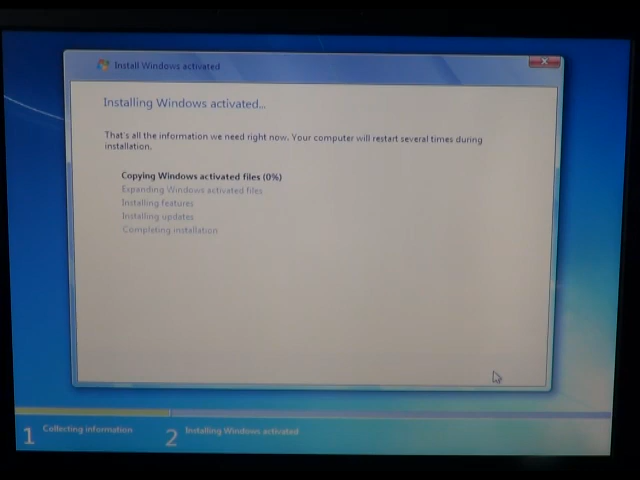 Install Windows activated
Installing Windows activated...
That's all the information we need right now. Your computer will restart several times during
installation.
Copying Windows activated files (0%)
Expanding Windows activated files
Installing features
Installing updates
Completing installation
1 Collecting information
2 Installing Windows activated